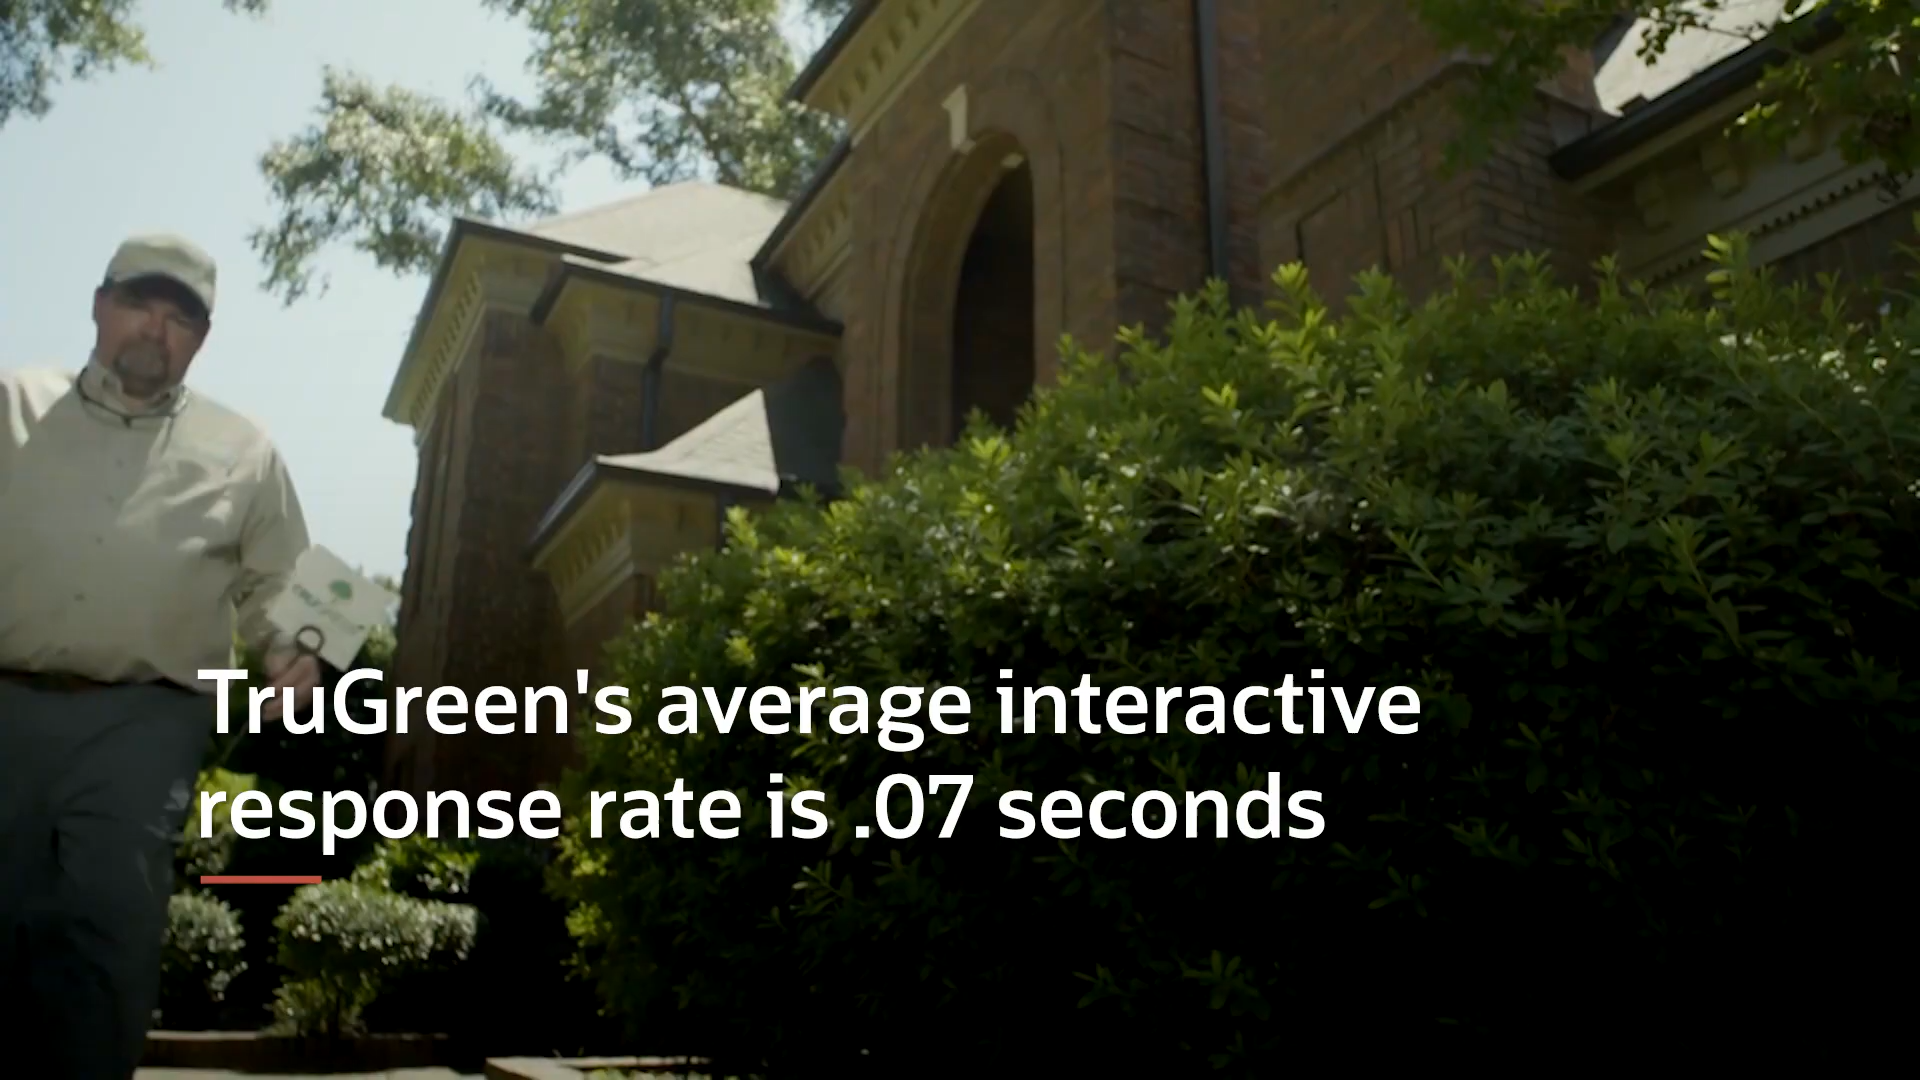 TruGreen's average interactive
response rate is .07 seconds